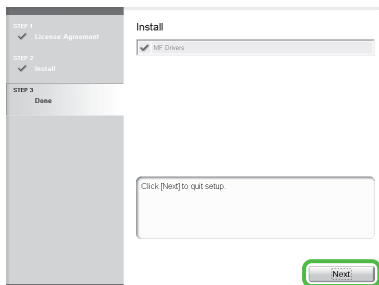 STEP 1
License Agreement
STEP 2
Install
STEP 3
Done
Install
MF Drivers
Click [Next] to quit setup.
Next